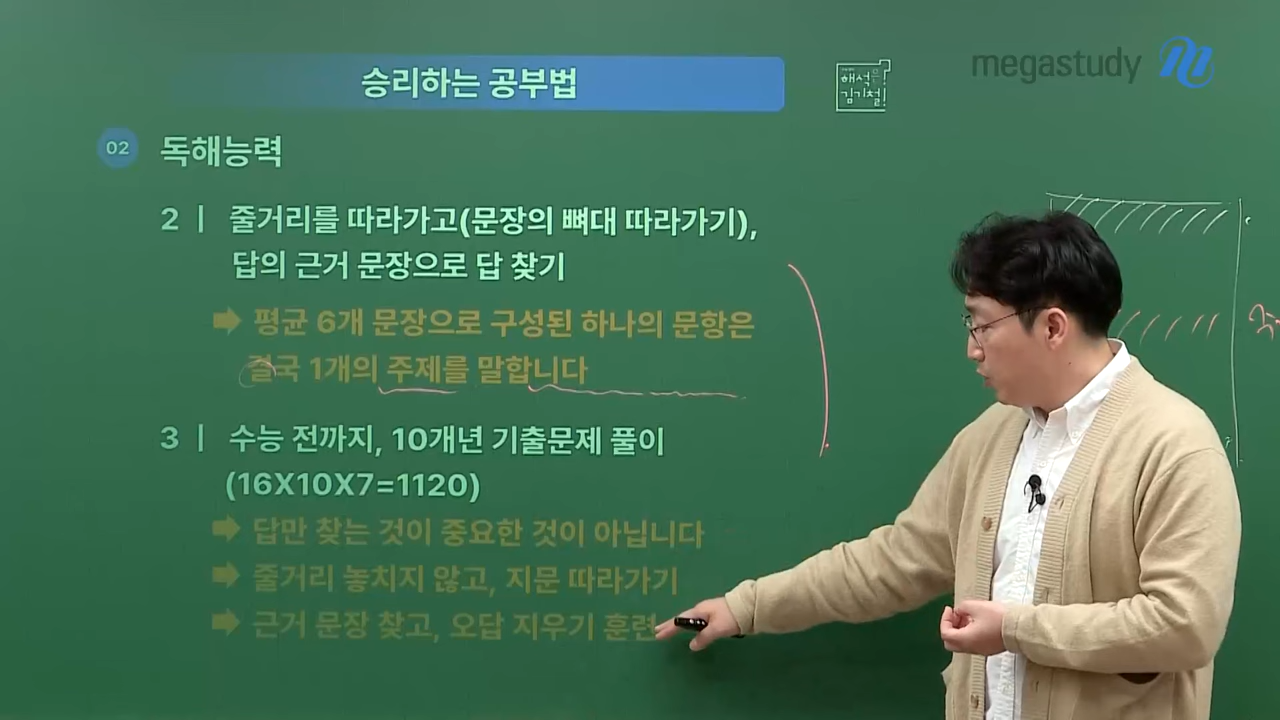 승리하는 공부법
해석은?
김기철!
megastudy
02 독해능력
2 | 줄거리를 따라가고(문장의 뼈대 따라가기),
답의 근거 문장으로 답 찾기
➡ 평균 6개 문장으로 구성된 하나의 문항은
결국 1개의 주제를 말합니다
3 | 수능 전까지, 10개년 기출문제 풀이
(16X10X7=1120)
➡ 답만 찾는 것이 중요한 것이 아닙니다
➡ 줄거리 놓치지 않고, 지문 따라가기
➡ 근거 문장 찾고, 오답 지우기 훈련